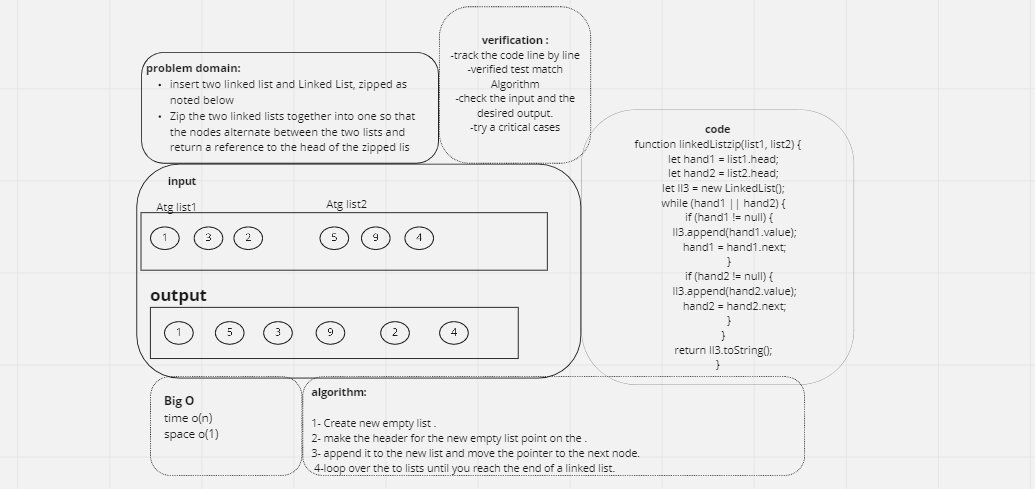 verification :
-track the code line by line
-verified test match
Algorithm
-check the input and the
desired output.
-try a critical cases
problem domain:
• insert two linked list and Linked List, zipped as
noted below
• Zip the two linked lists together into one so that
the nodes alternate between the two lists and
return a reference to the head of the zipped lis
input
Atg list1
Atg list2
1 3 2 5 9 4
output
1 5 3 9 2 4
code
function linkedListzip(list1, list2) {
let hand1 = list1.head;
let hand2 = list2.head;
let ll3 = new LinkedList();
while (hand1 || hand2) {
if (hand1 != null) {
ll3.append(hand1.value);
hand1 = hand1.next;
}
if (hand2 != null) {
ll3.append(hand2.value);
hand2 = hand2.next;
}
}
return ll3.toString();
}
Big O
time o(n)
space o(1)
algorithm:
1- Create new empty list .
2- make the header for the new empty list point on the .
3- append it to the new list and move the pointer to the next node.
4-loop over the to lists until you reach the end of a linked list.